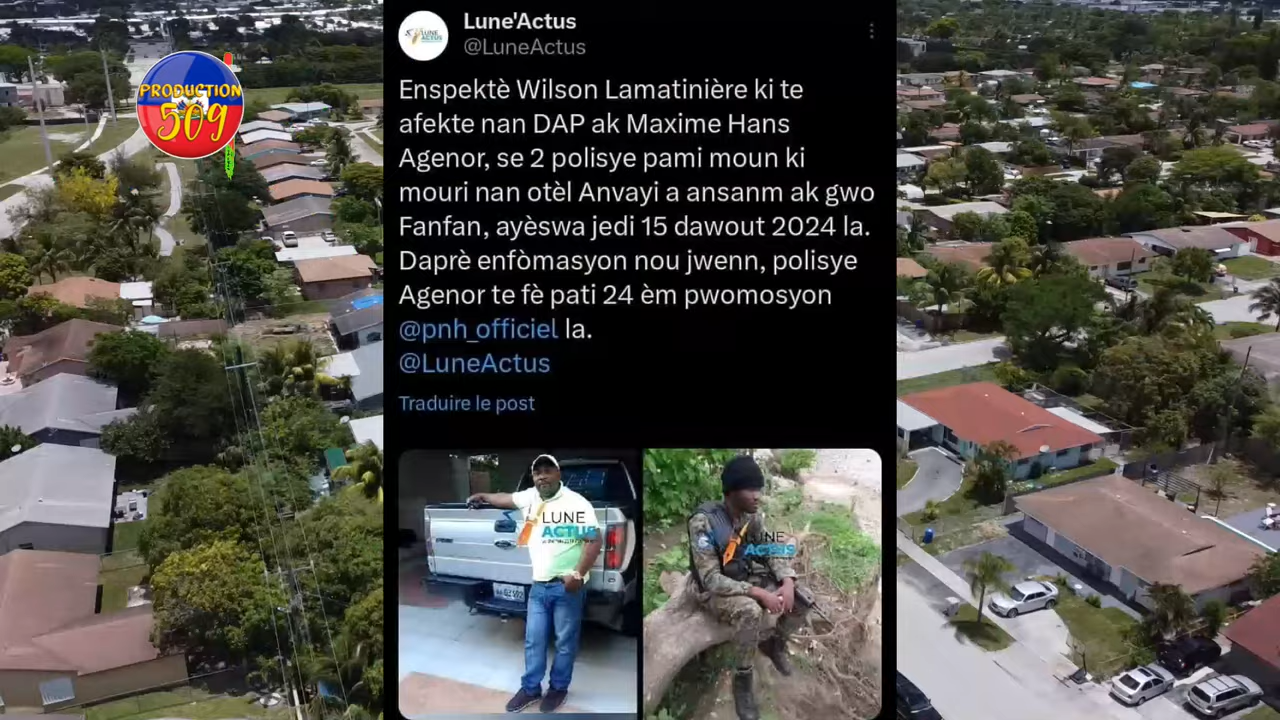 PRODUCTION
509
Lune'Actus
@LuneActus
Enspektè Wilson Lamatinière ki te
afekte nan DAP ak Maxime Hans
Agenor, se 2 polisye pami moun ki
mouri nan otèl Anvayi a ansanm ak gwo
Fanfan, ayèswa jedi 15 dawout 2024 la.
Daprè enfòmasyon nou jwenn, polisye
Agenor te fè pati 24 èm pwomosyon
@pnh_officiel la.
@LuneActus
Traduire le post
LUNE
ACTUS
LUNE
ACTUS